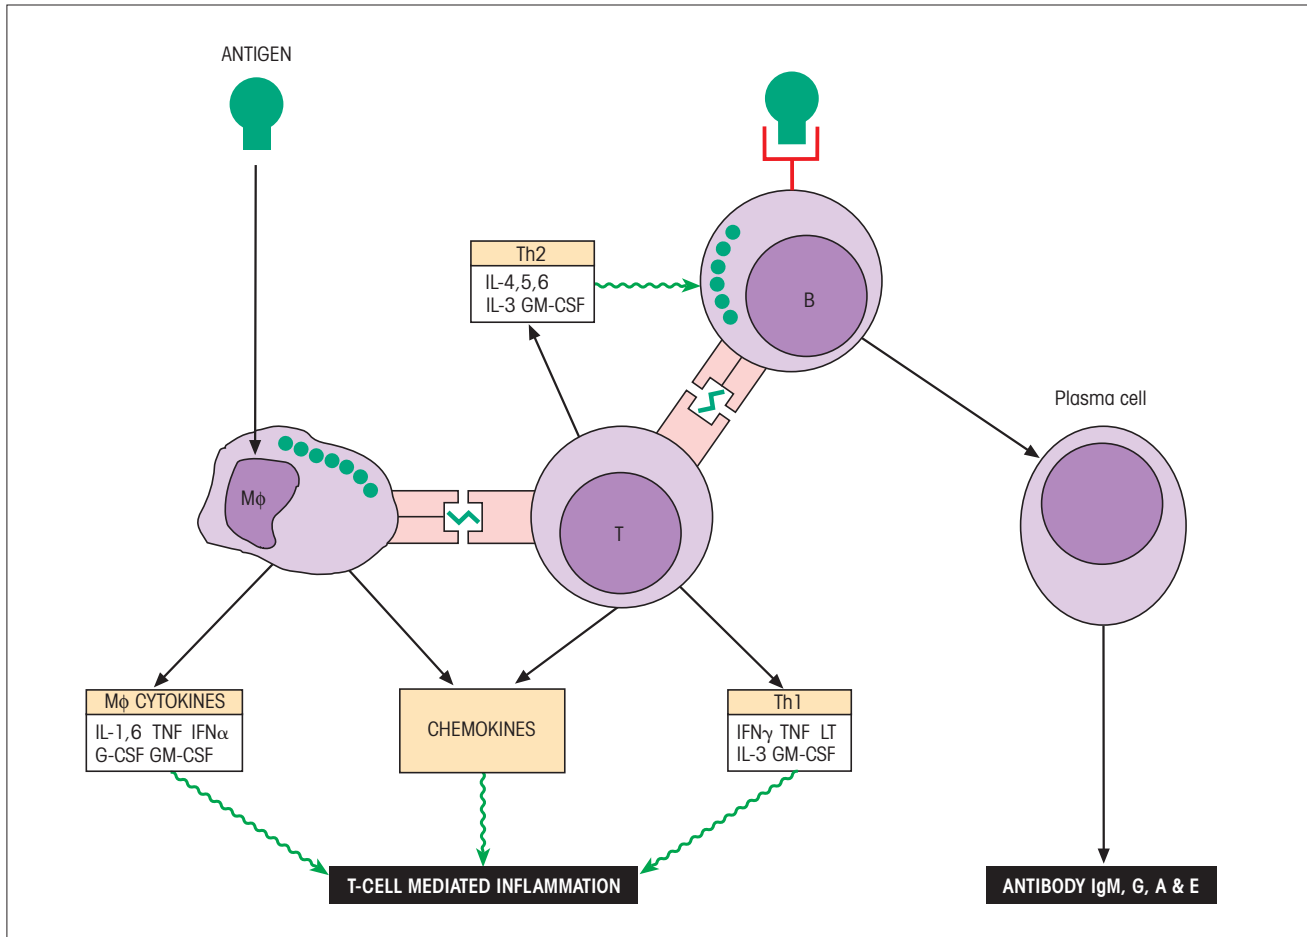 ANTIGEN
Th2
IL-4,5,6
IL-3 GM-CSF
B
Plasma cell
Mϕ
T
Mϕ CYTOKINES
IL-1,6 TNF IFNα
G-CSF GM-CSF
CHEMOKINES
Th1
IFNγ TNF LT
IL-3 GM-CSF
T-CELL MEDIATED INFLAMMATION
ANTIBODY IgM, G, A & E